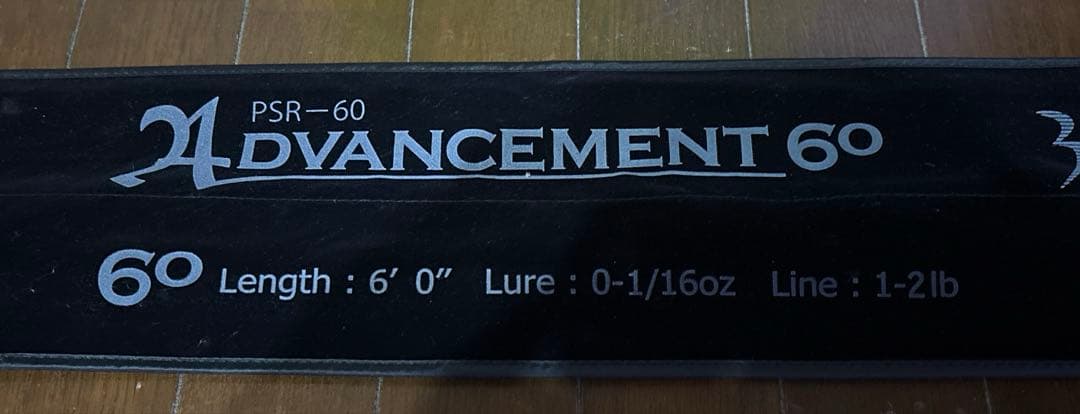 PSR-60
ADVANCEMENT 60
60 Length : 6' 0" Lure : 0-1/16oz Line : 1-2lb